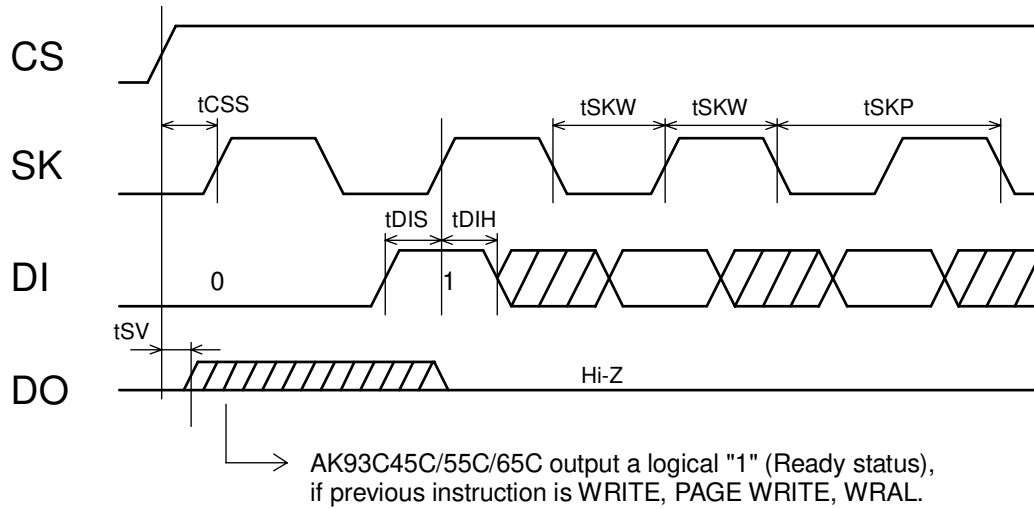 CS
tCSS
tSKW
tSKW
tSKP
SK
tDIS
tDIH
DI
0
1
tSV
DO
Hi-Z
AK93C45C/55C/65C output a logical "1" (Ready status),
if previous instruction is WRITE, PAGE WRITE, WRAL.